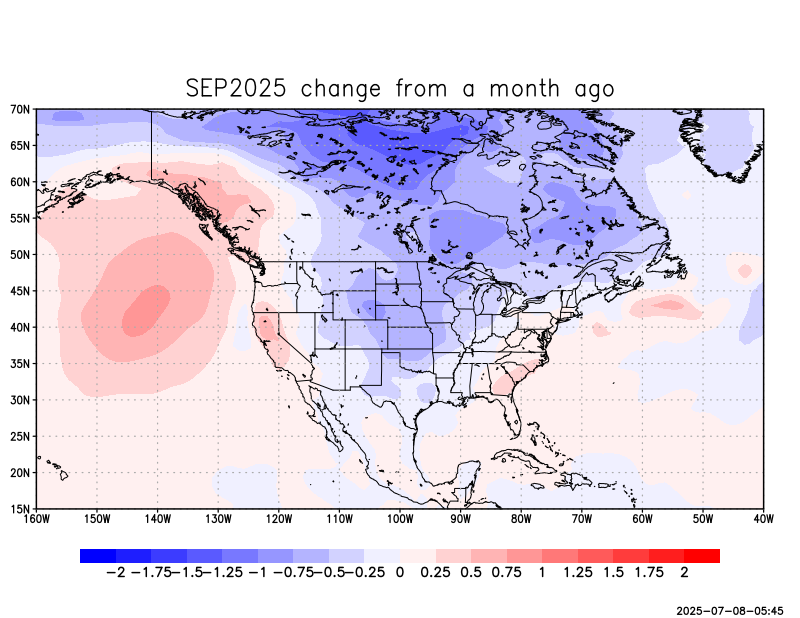 SEP2025 change from a month ago
70N
65N
60N
55N
50N
45N
40N
35N
30N
25N
20N
15N
160W 150W 140W 130W 120W 110W 100W 90W 80W 70W 60W 50W 40W
−2 −1.75 −1.5 −1.25 −1 −0.75 −0.5 −0.25 0 0.25 0.5 0.75 1 1.25 1.5 1.75 2
2025-07-08-05:45